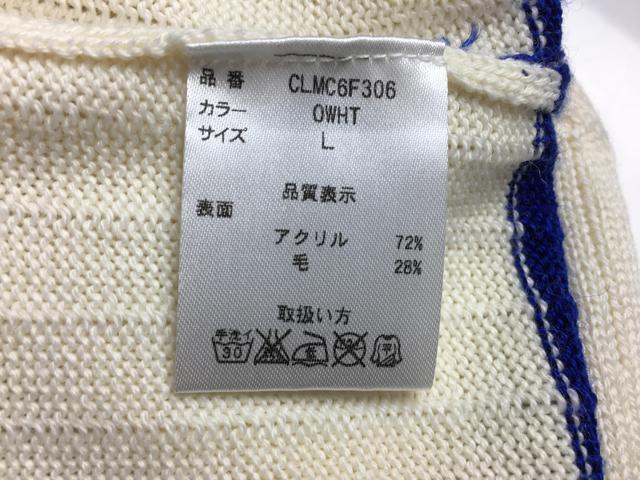 品番 CLMC6F306
カラー OWHT
サイズ L
品質表示
表面
アクリル 72%
毛 28%
取扱い方
手洗イ
30
平